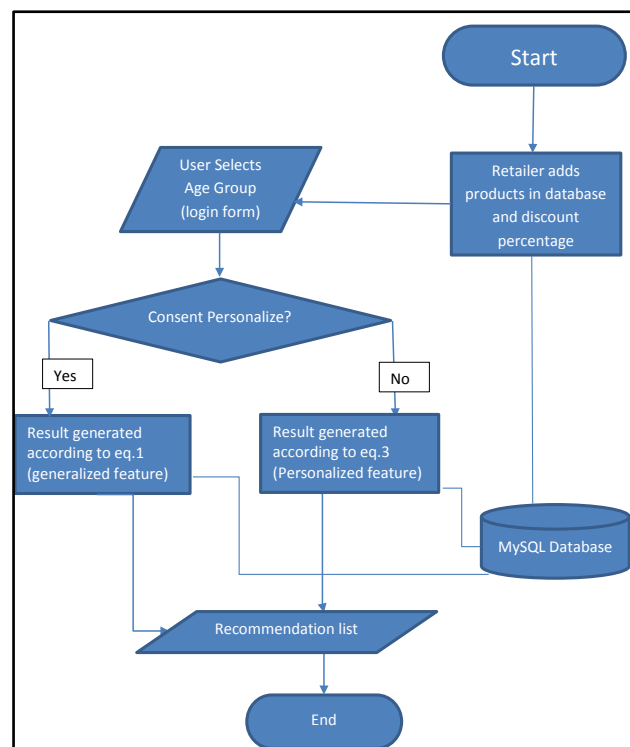 Start
Retailer adds
products in database
and discount
percentage
User Selects
Age Group
(login form)
Consent Personalize?
Yes
No
Result generated
according to eq.1
(generalized feature)
Result generated
according to eq.3
(Personalized feature)
MySQL Database
Recommendation list
End